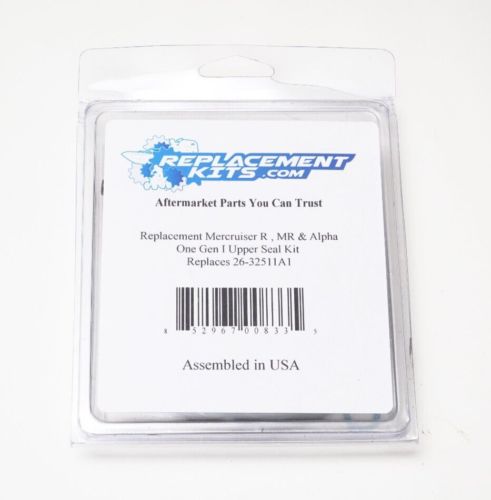 REPLACEMENT
KITS.COM
Aftermarket Parts You Can Trust
Replacement Mercruiser R , MR & Alpha
One Gen I Upper Seal Kit
Replaces 26-32511A1
8 52967 00833 5
Assembled in USA